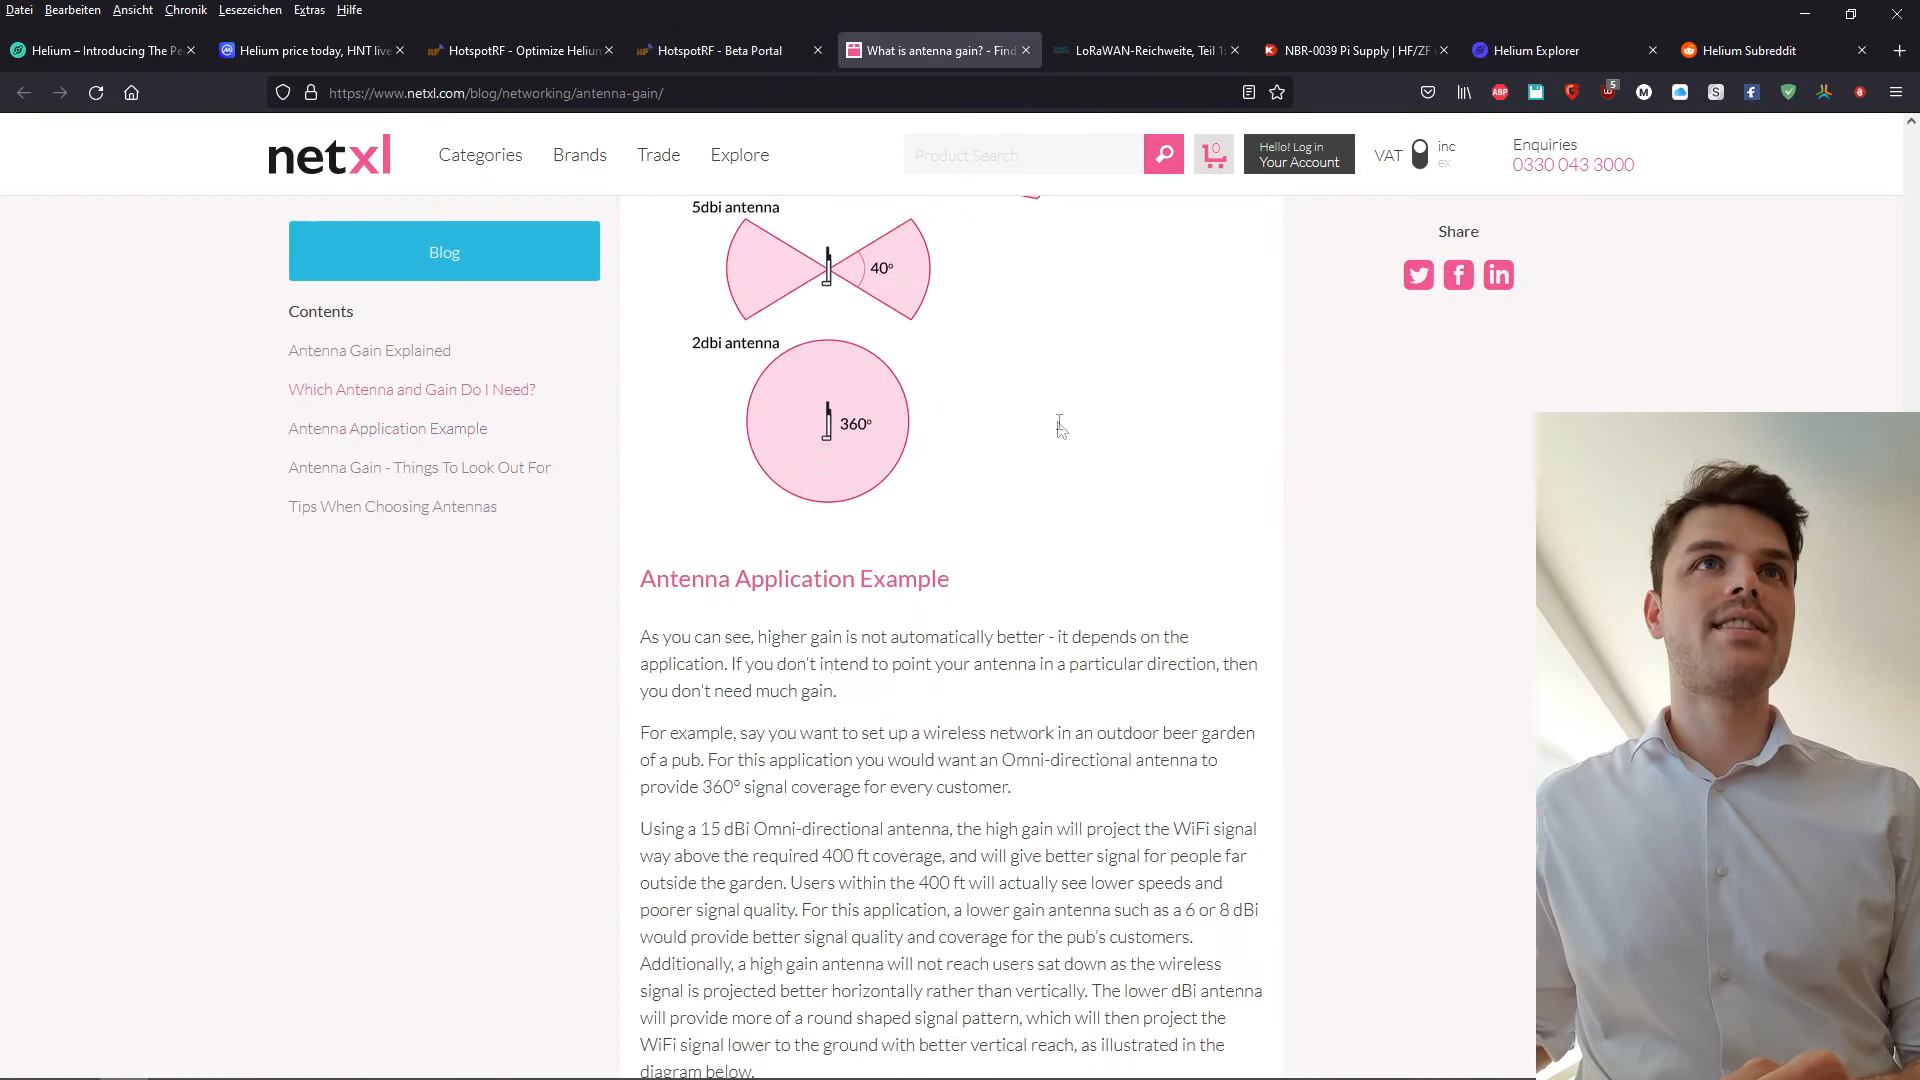 Datei Bearbeiten Ansicht Chronik Lesezeichen Extras Hilfe
Helium – Introducing The Pe
Helium price today, HNT live
HotspotRF - Optimize Helium
HotspotRF - Beta Portal
What is antenna gain? - Find
LoRaWAN-Reichweite, Teil 1:
NBR-0039 Pi Supply | HF/ZF
Helium Explorer
Helium Subreddit
https://www.netxl.com/blog/networking/antenna-gain/
ABP
5
M
S
netxl
Categories Brands Trade Explore
Product Search
0
Hello! Log in
Your Account
VAT
inc
ex
Enquiries
0330 043 3000
Blog
Contents
Antenna Gain Explained
Which Antenna and Gain Do I Need?
Antenna Application Example
Antenna Gain - Things To Look Out For
Tips When Choosing Antennas
5dbi antenna
40º
2dbi antenna
360º
Share
Antenna Application Example
As you can see, higher gain is not automatically better - it depends on the
application. If you don't intend to point your antenna in a particular direction, then
you don't need much gain.
For example, say you want to set up a wireless network in an outdoor beer garden
of a pub. For this application you would want an Omni-directional antenna to
provide 360° signal coverage for every customer.
Using a 15 dBi Omni-directional antenna, the high gain will project the WiFi signal
way above the required 400 ft coverage, and will give better signal for people far
outside the garden. Users within the 400 ft will actually see lower speeds and
poorer signal quality. For this application, a lower gain antenna such as a 6 or 8 dBi
would provide better signal quality and coverage for the pub's customers.
Additionally, a high gain antenna will not reach users sat down as the wireless
signal is projected better horizontally rather than vertically. The lower dBi antenna
will provide more of a round shaped signal pattern, which will then project the
WiFi signal lower to the ground with better vertical reach, as illustrated in the
diagram below.